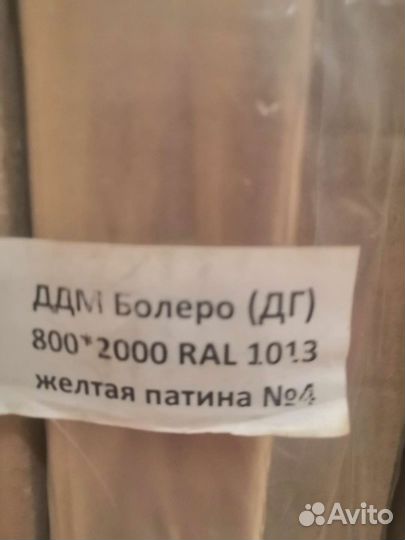 ДДМ Болеро (ДГ)
800*2000 RAL 1013
желтая патина №4
Avito